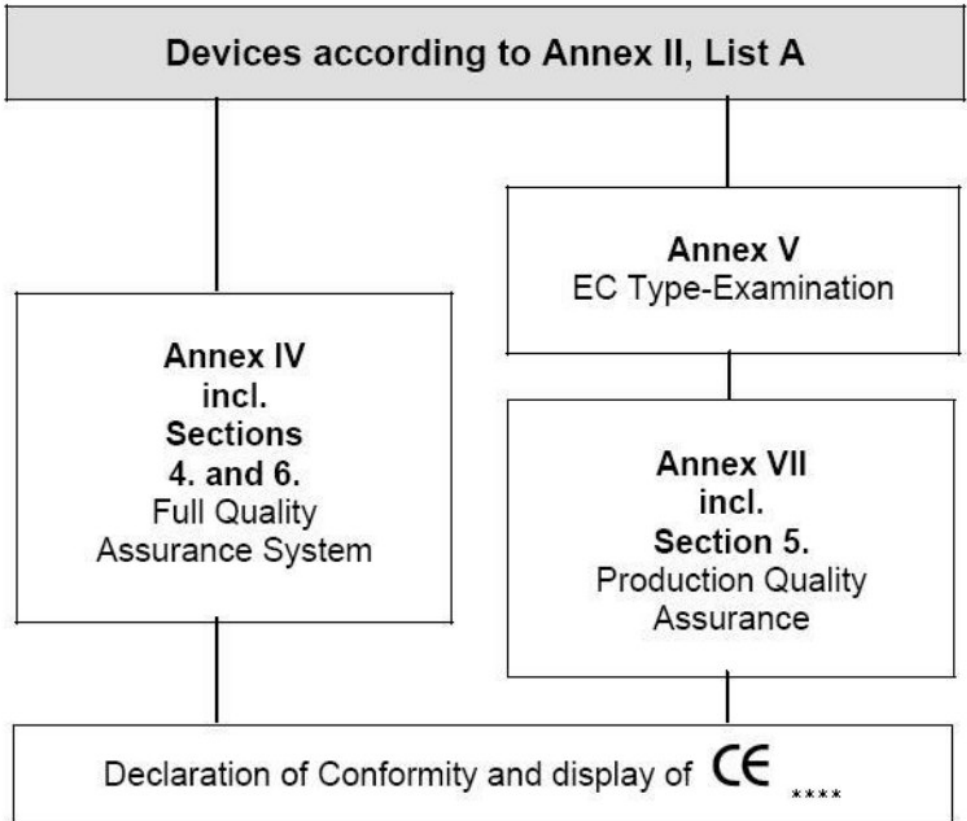 Devices according to Annex II, List A
Annex IV
incl.
Sections
4. and 6.
Full Quality
Assurance System
Annex V
EC Type-Examination
Annex VII
incl.
Section 5.
Production Quality
Assurance
Declaration of Conformity and display of CE ****